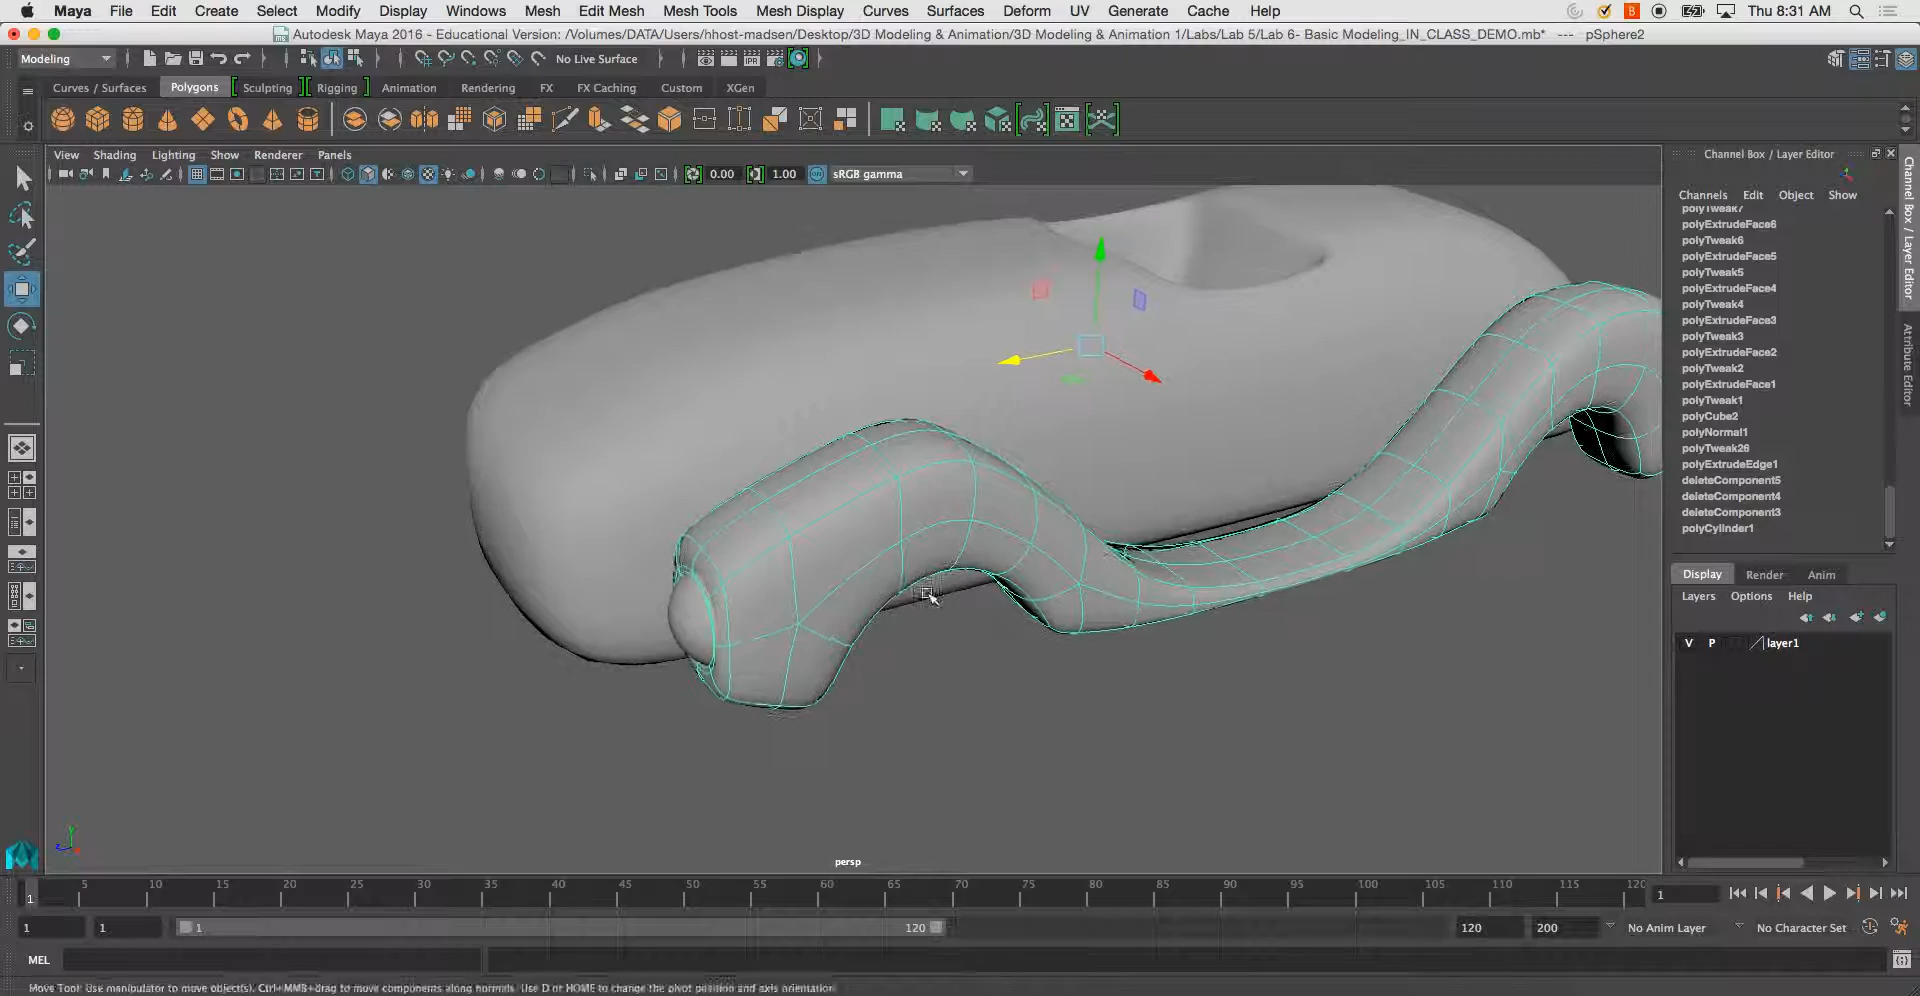 Maya File Edit Create Select Modify Display Windows Mesh Edit Mesh Mesh Tools Mesh Display Curves Surfaces Deform UV Generate Cache Help Thu 8:31 AM
Autodesk Maya 2016 - Educational Version: /Volumes/DATA/Users/hhost-madsen/Desktop/3D Modeling & Animation/3D Modeling & Animation 1/Labs/Lab 5/Lab 6- Basic Modeling_IN_CLASS_DEMO.mb* --- pSphere2
Modeling No Live Surface IPR
Curves / Surfaces Polygons Sculpting Rigging Animation Rendering FX FX Caching Custom XGen
View Shading Lighting Show Renderer Panels
0.00 1.00 sRGB gamma
Channel Box / Layer Editor
Channels Edit Object Show
polyTweak7
polyExtrudeFace6
polyTweak6
polyExtrudeFace5
polyTweak5
polyExtrudeFace4
polyTweak4
polyExtrudeFace3
polyTweak3
polyExtrudeFace2
polyTweak2
polyExtrudeFace1
polyTweak1
polyCube2
polyNormal1
polyTweak26
polyExtrudeEdge1
deleteComponent5
deleteComponent4
deleteComponent3
polyCylinder1
Channel Box / Layer Editor
Attribute Editor
Display Render Anim
Layers Options Help
V P layer1
persp
5 10 15 20 25 30 35 40 45 50 55 60 65 70 75 80 85 90 95 100 105 110 115 120
1 1
1 1 1 120 120 200 No Anim Layer No Character Set
MEL
Move Tool: Use manipulator to move object(s). Ctrl+MMB+drag to move components along normals. Use D or HOME to change the pivot position and axis orientation